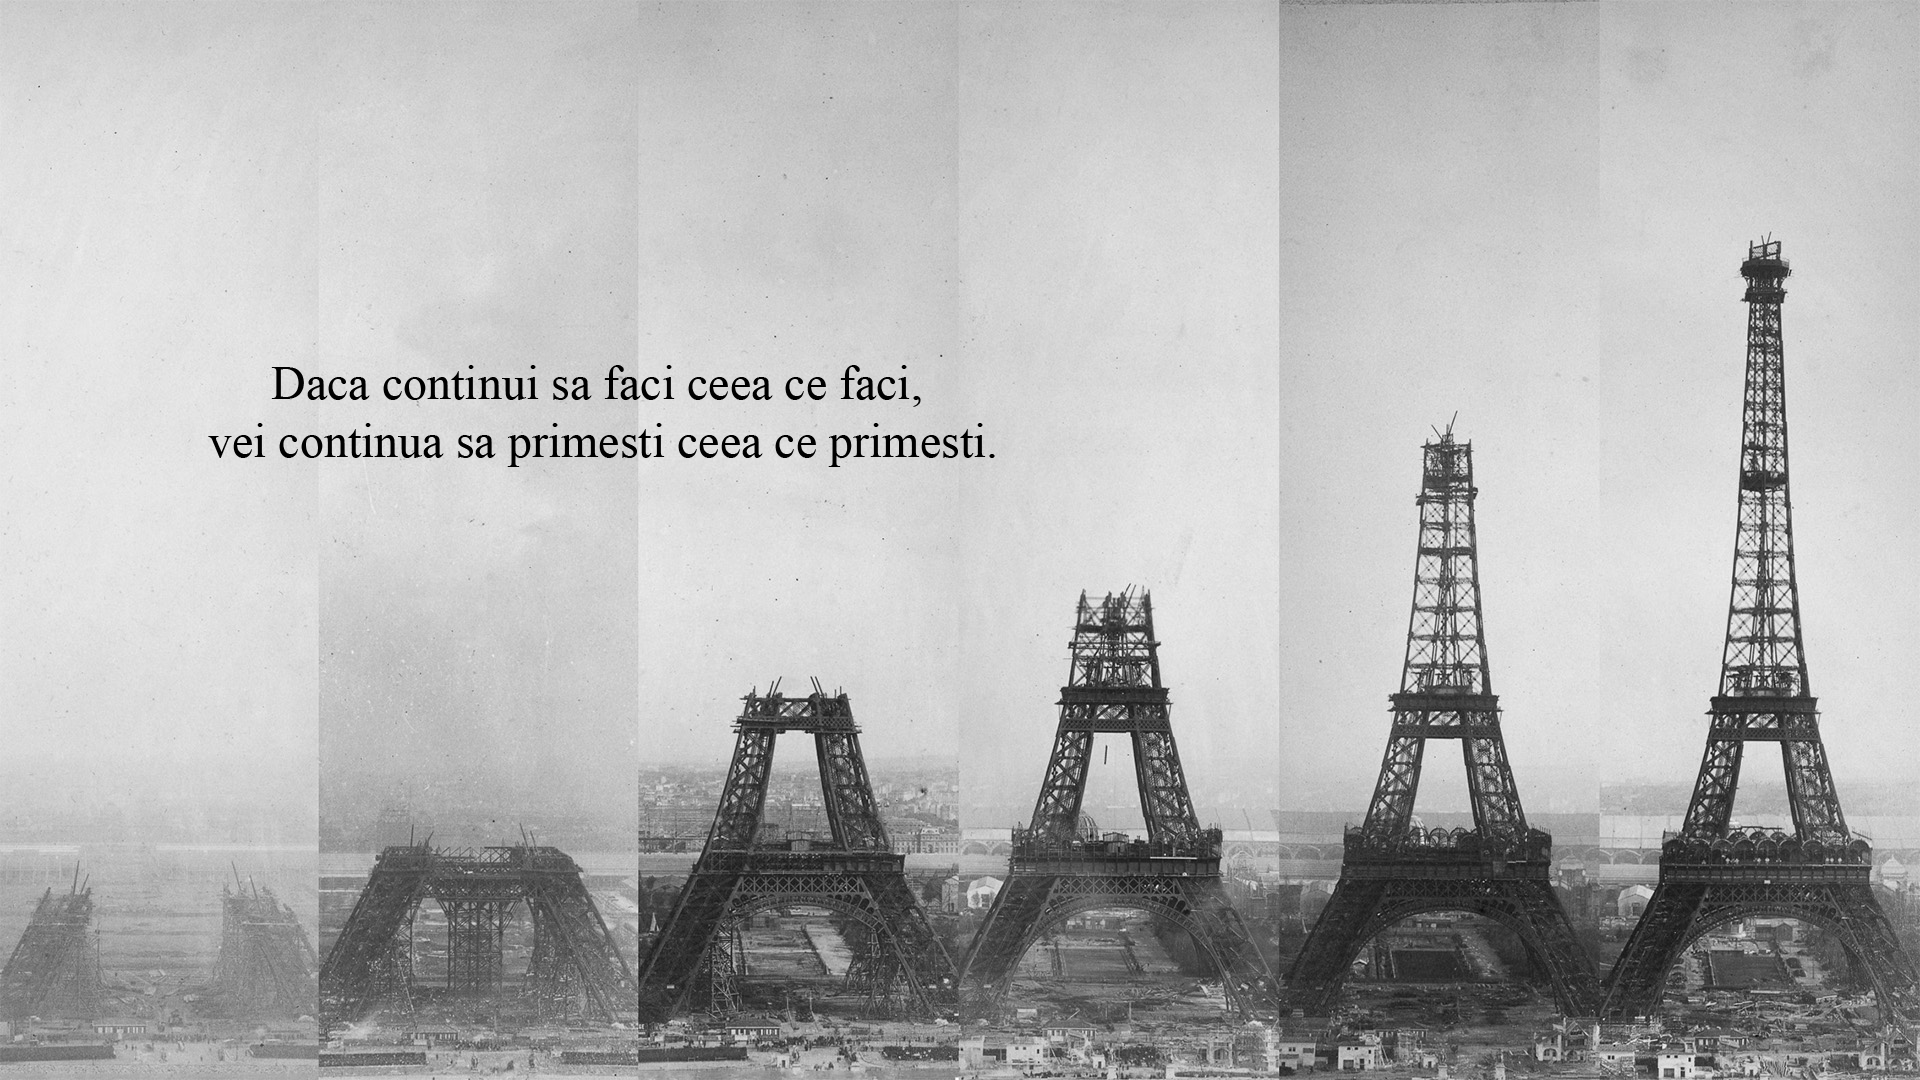 Daca continui sa faci ceea ce faci,
vei continua sa primesti ceea ce primesti.